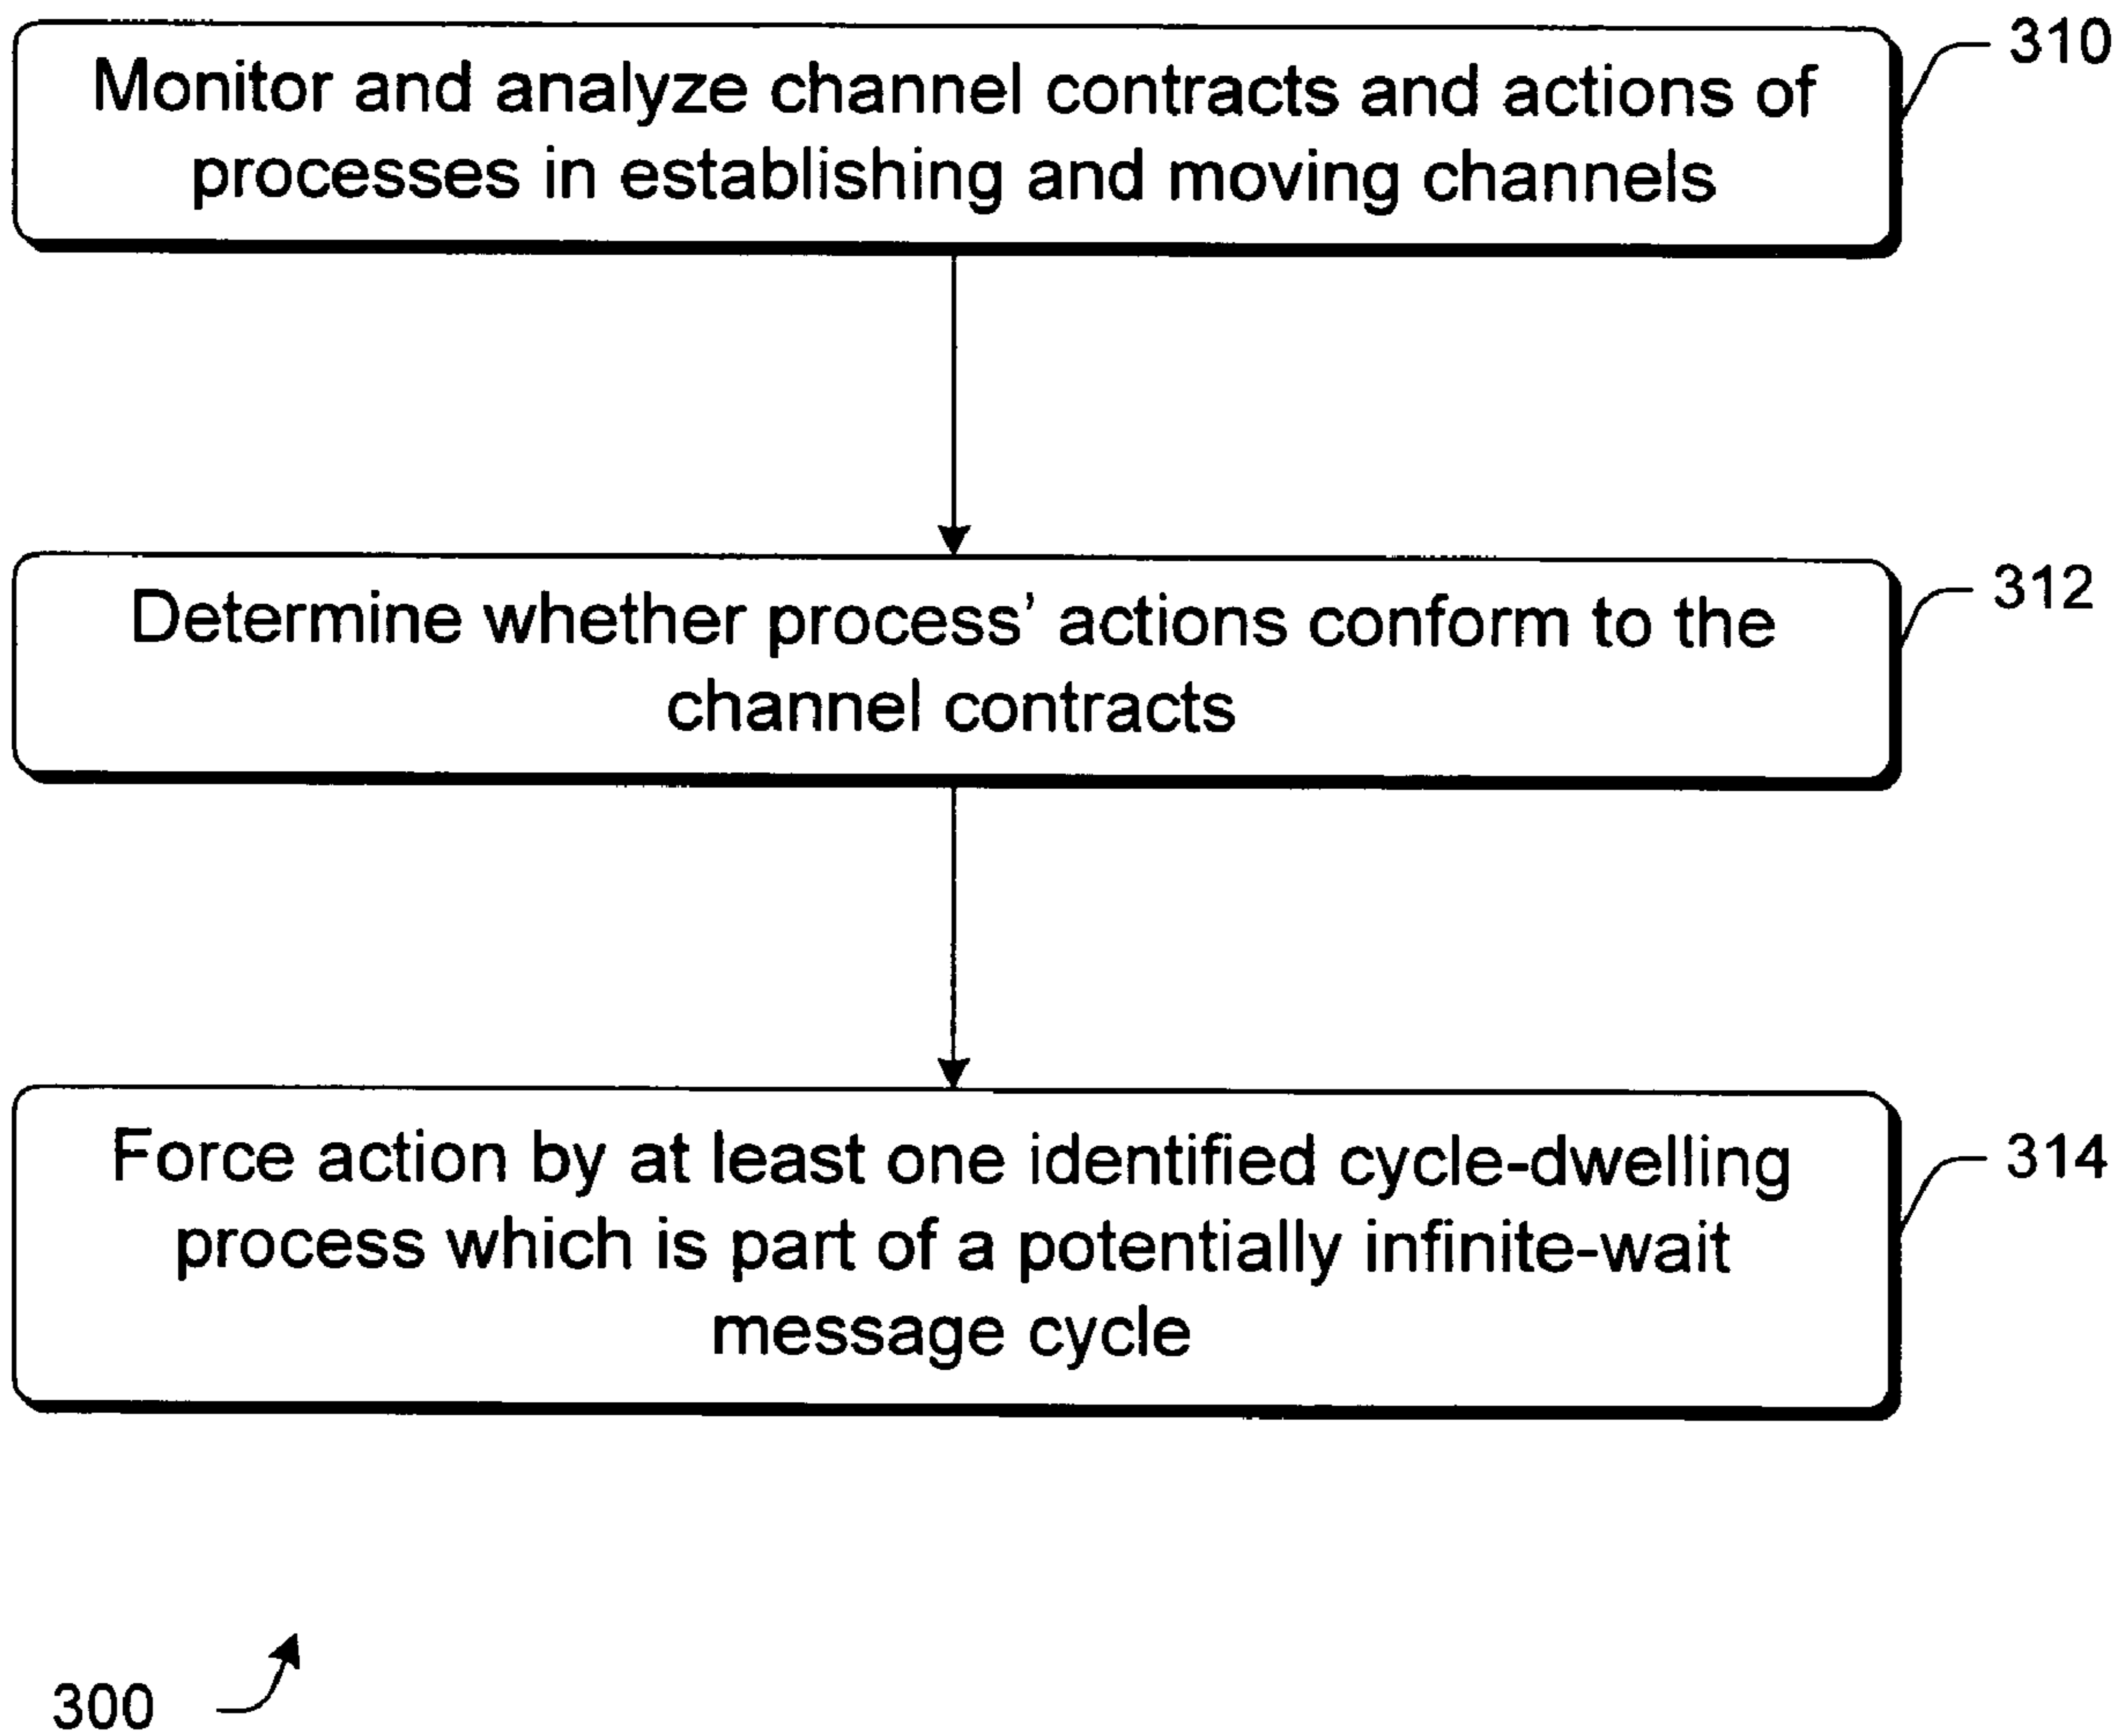 Monitor and analyze channel contracts and actions of
processes in establishing and moving channels
310
Determine whether process’ actions conform to the
channel contracts
312
Force action by at least one identified cycle-dwelling
process which is part of a potentially infinite-wait
message cycle
314
300